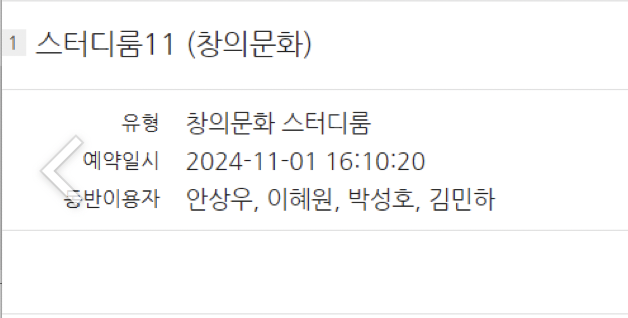 1 스터디룸11 (창의문화)
유형 창의문화 스터디룸
예약일시 2024-11-01 16:10:20
동반이용자 안상우, 이혜원, 박성호, 김민하